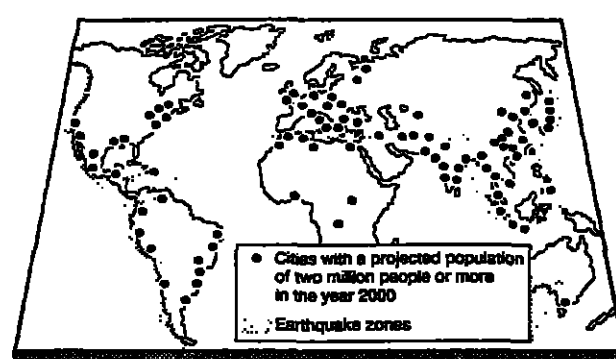 Cities with a projected population
of two million people or more
in the year 2000
Earthquake zones